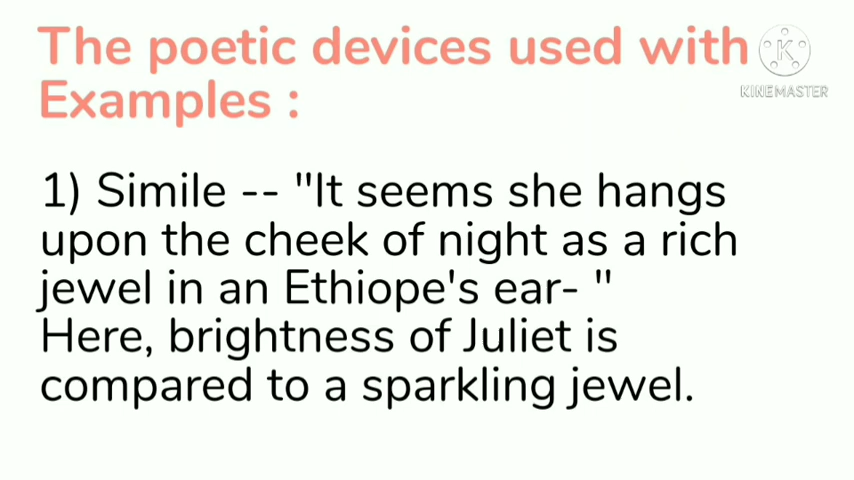 The poetic devices used with
Examples :
KINEMASTER
1) Simile -- "It seems she hangs
upon the cheek of night as a rich
jewel in an Ethiope's ear- "
Here, brightness of Juliet is
compared to a sparkling jewel.